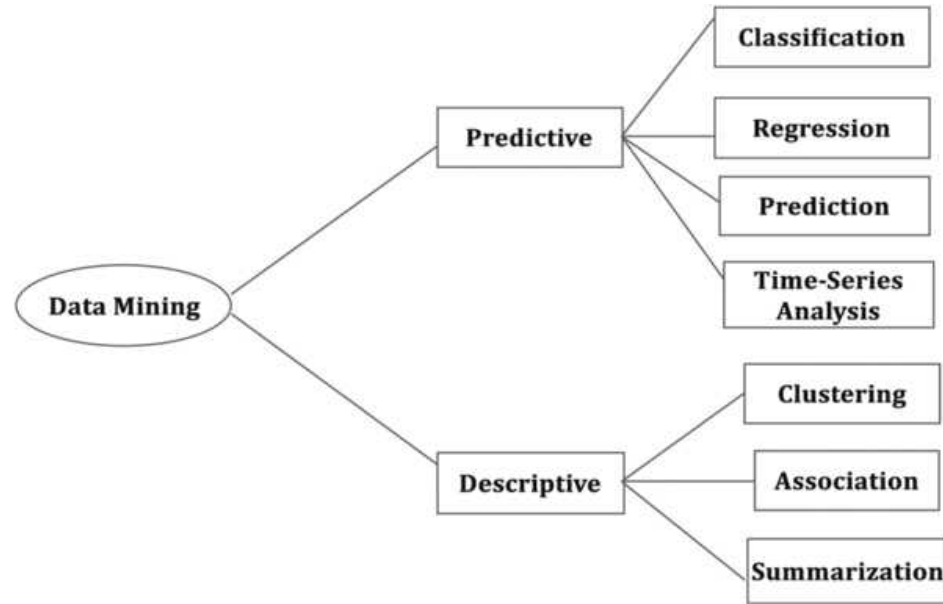 Classification
Regression
Predictive
Prediction
Time-Series
Analysis
Data Mining
Clustering
Descriptive
Association
Summarization